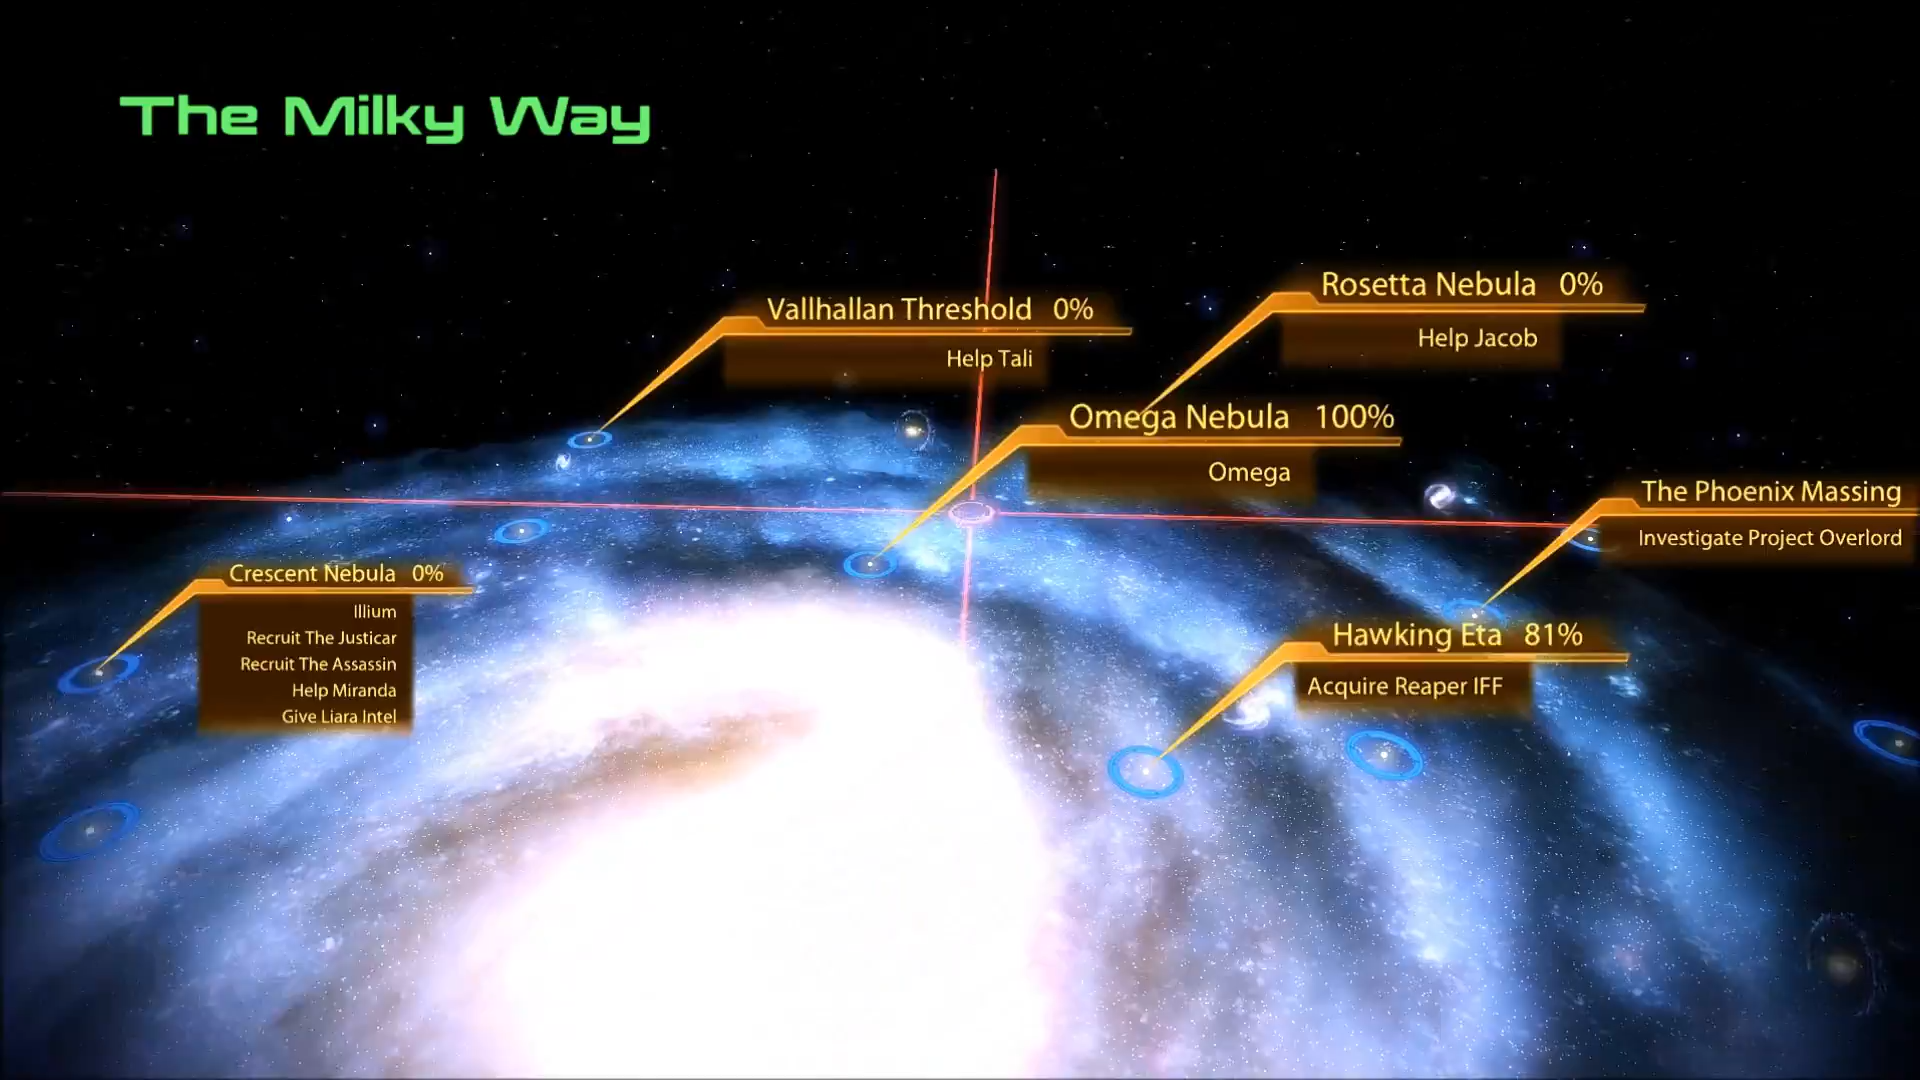 The Milky Way
Rosetta Nebula 0%
Help Jacob
Vallhallan Threshold 0%
Help Tali
Omega Nebula 100%
Omega
The Phoenix Massing
Investigate Project Overlord
Crescent Nebula 0%
Illium
Recruit The Justicar
Recruit The Assassin
Help Miranda
Give Liara Intel
Hawking Eta 81%
Acquire Reaper IFF